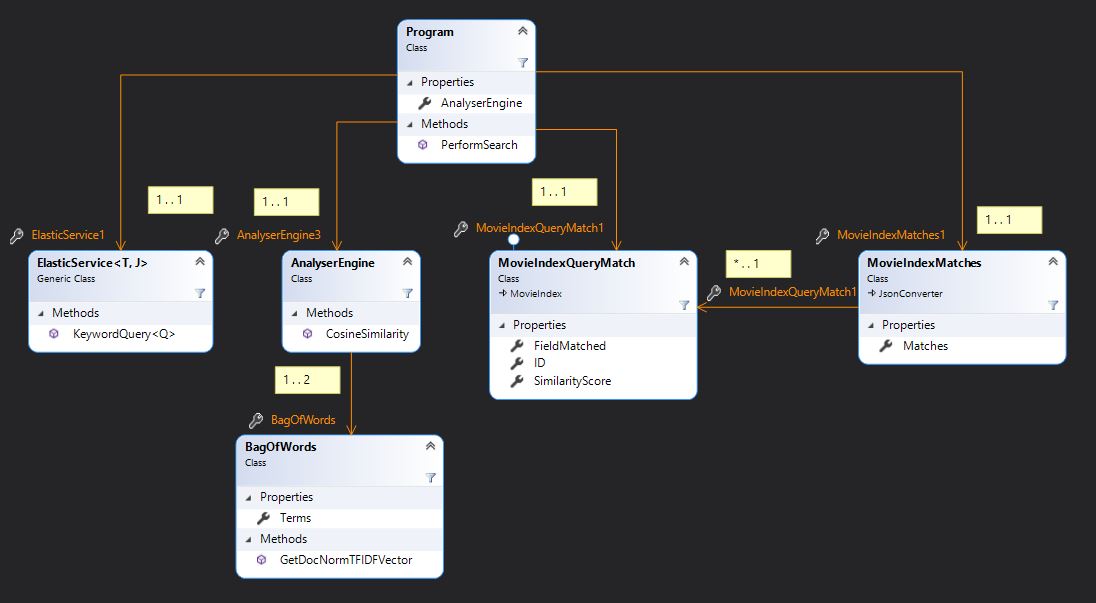 Program
Class
Properties
AnalyserEngine
Methods
PerformSearch
1..1
1..1
1..1
1..1
ElasticService1
AnalyserEngine3
MovieIndexQueryMatch1
MovieIndexMatches1
ElasticService<T, J>
Generic Class
Methods
KeywordQuery<Q>
AnalyserEngine
Class
Methods
CosineSimilarity
MovieIndexQueryMatch
Class
MovieIndex
Properties
FieldMatched
ID
SimilarityScore
*..1
MovieIndexQueryMatch1
MovieIndexMatches
Class
JsonConverter
Properties
Matches
1..2
BagOfWords
BagOfWords
Class
Properties
Terms
Methods
GetDocNormTFIDFVector